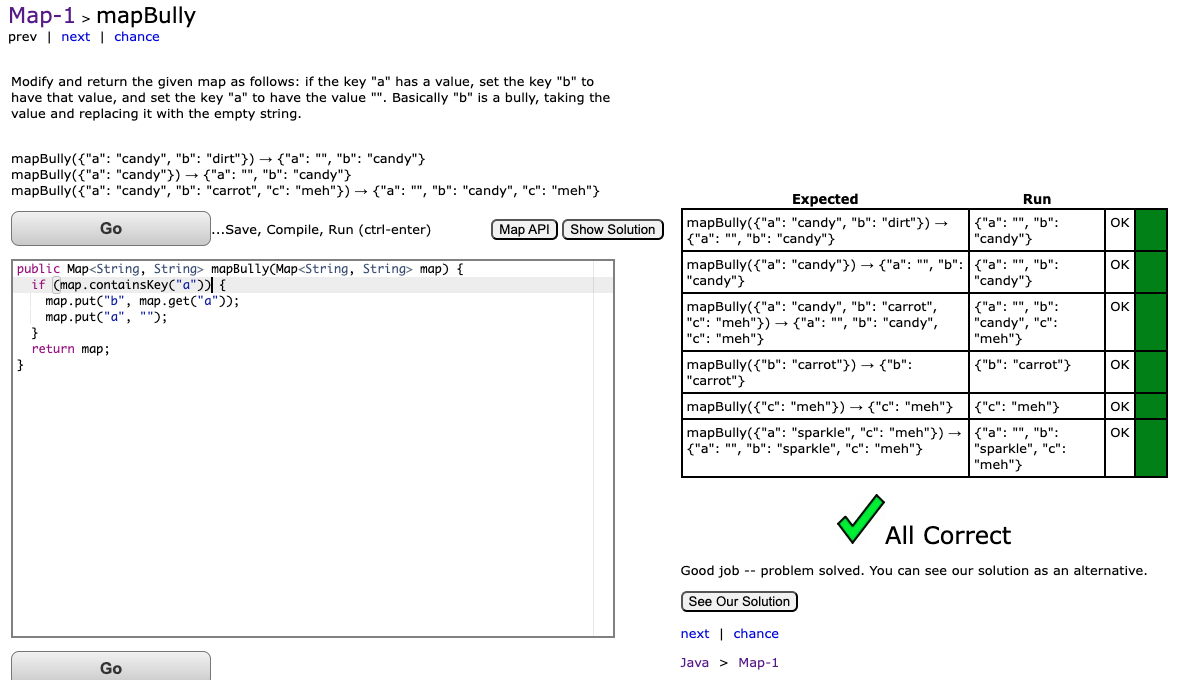 Map-1 > mapBully
prev | next | chance
Modify and return the given map as follows: if the key "a" has a value, set the key "b" to
have that value, and set the key "a" to have the value "". Basically "b" is a bully, taking the
value and replacing it with the empty string.
mapBully({"a": "candy", "b": "dirt"}) → {"a": "", "b": "candy"}
mapBully({"a": "candy"}) → {"a": "", "b": "candy"}
mapBully({"a": "candy", "b": "carrot", "c": "meh"}) → {"a": "", "b": "candy", "c": "meh"}
Go ...Save, Compile, Run (ctrl-enter) Map API Show Solution
public Map<String, String> mapBully(Map<String, String> map) {
  if (map.containsKey("a")) {
    map.put("b", map.get("a"));
    map.put("a", "");
  }
  return map;
}
Go
Expected Run
mapBully({"a": "candy", "b": "dirt"}) → {"a": "", "b": OK
{"a": "", "b": "candy"} "candy"}
mapBully({"a": "candy"}) → {"a": "", "b": {"a": "", "b": OK
"candy"} "candy"}
mapBully({"a": "candy", "b": "carrot", {"a": "", "b": OK
"c": "meh"}) → {"a": "", "b": "candy", "candy", "c":
"c": "meh"} "meh"}
mapBully({"b": "carrot"}) → {"b": {"b": "carrot"} OK
"carrot"}
mapBully({"c": "meh"}) → {"c": "meh"} {"c": "meh"} OK
mapBully({"a": "sparkle", "c": "meh"}) → {"a": "", "b": OK
{"a": "", "b": "sparkle", "c": "meh"} "sparkle", "c":
"meh"}
All Correct
Good job -- problem solved. You can see our solution as an alternative.
See Our Solution
next | chance
Java > Map-1